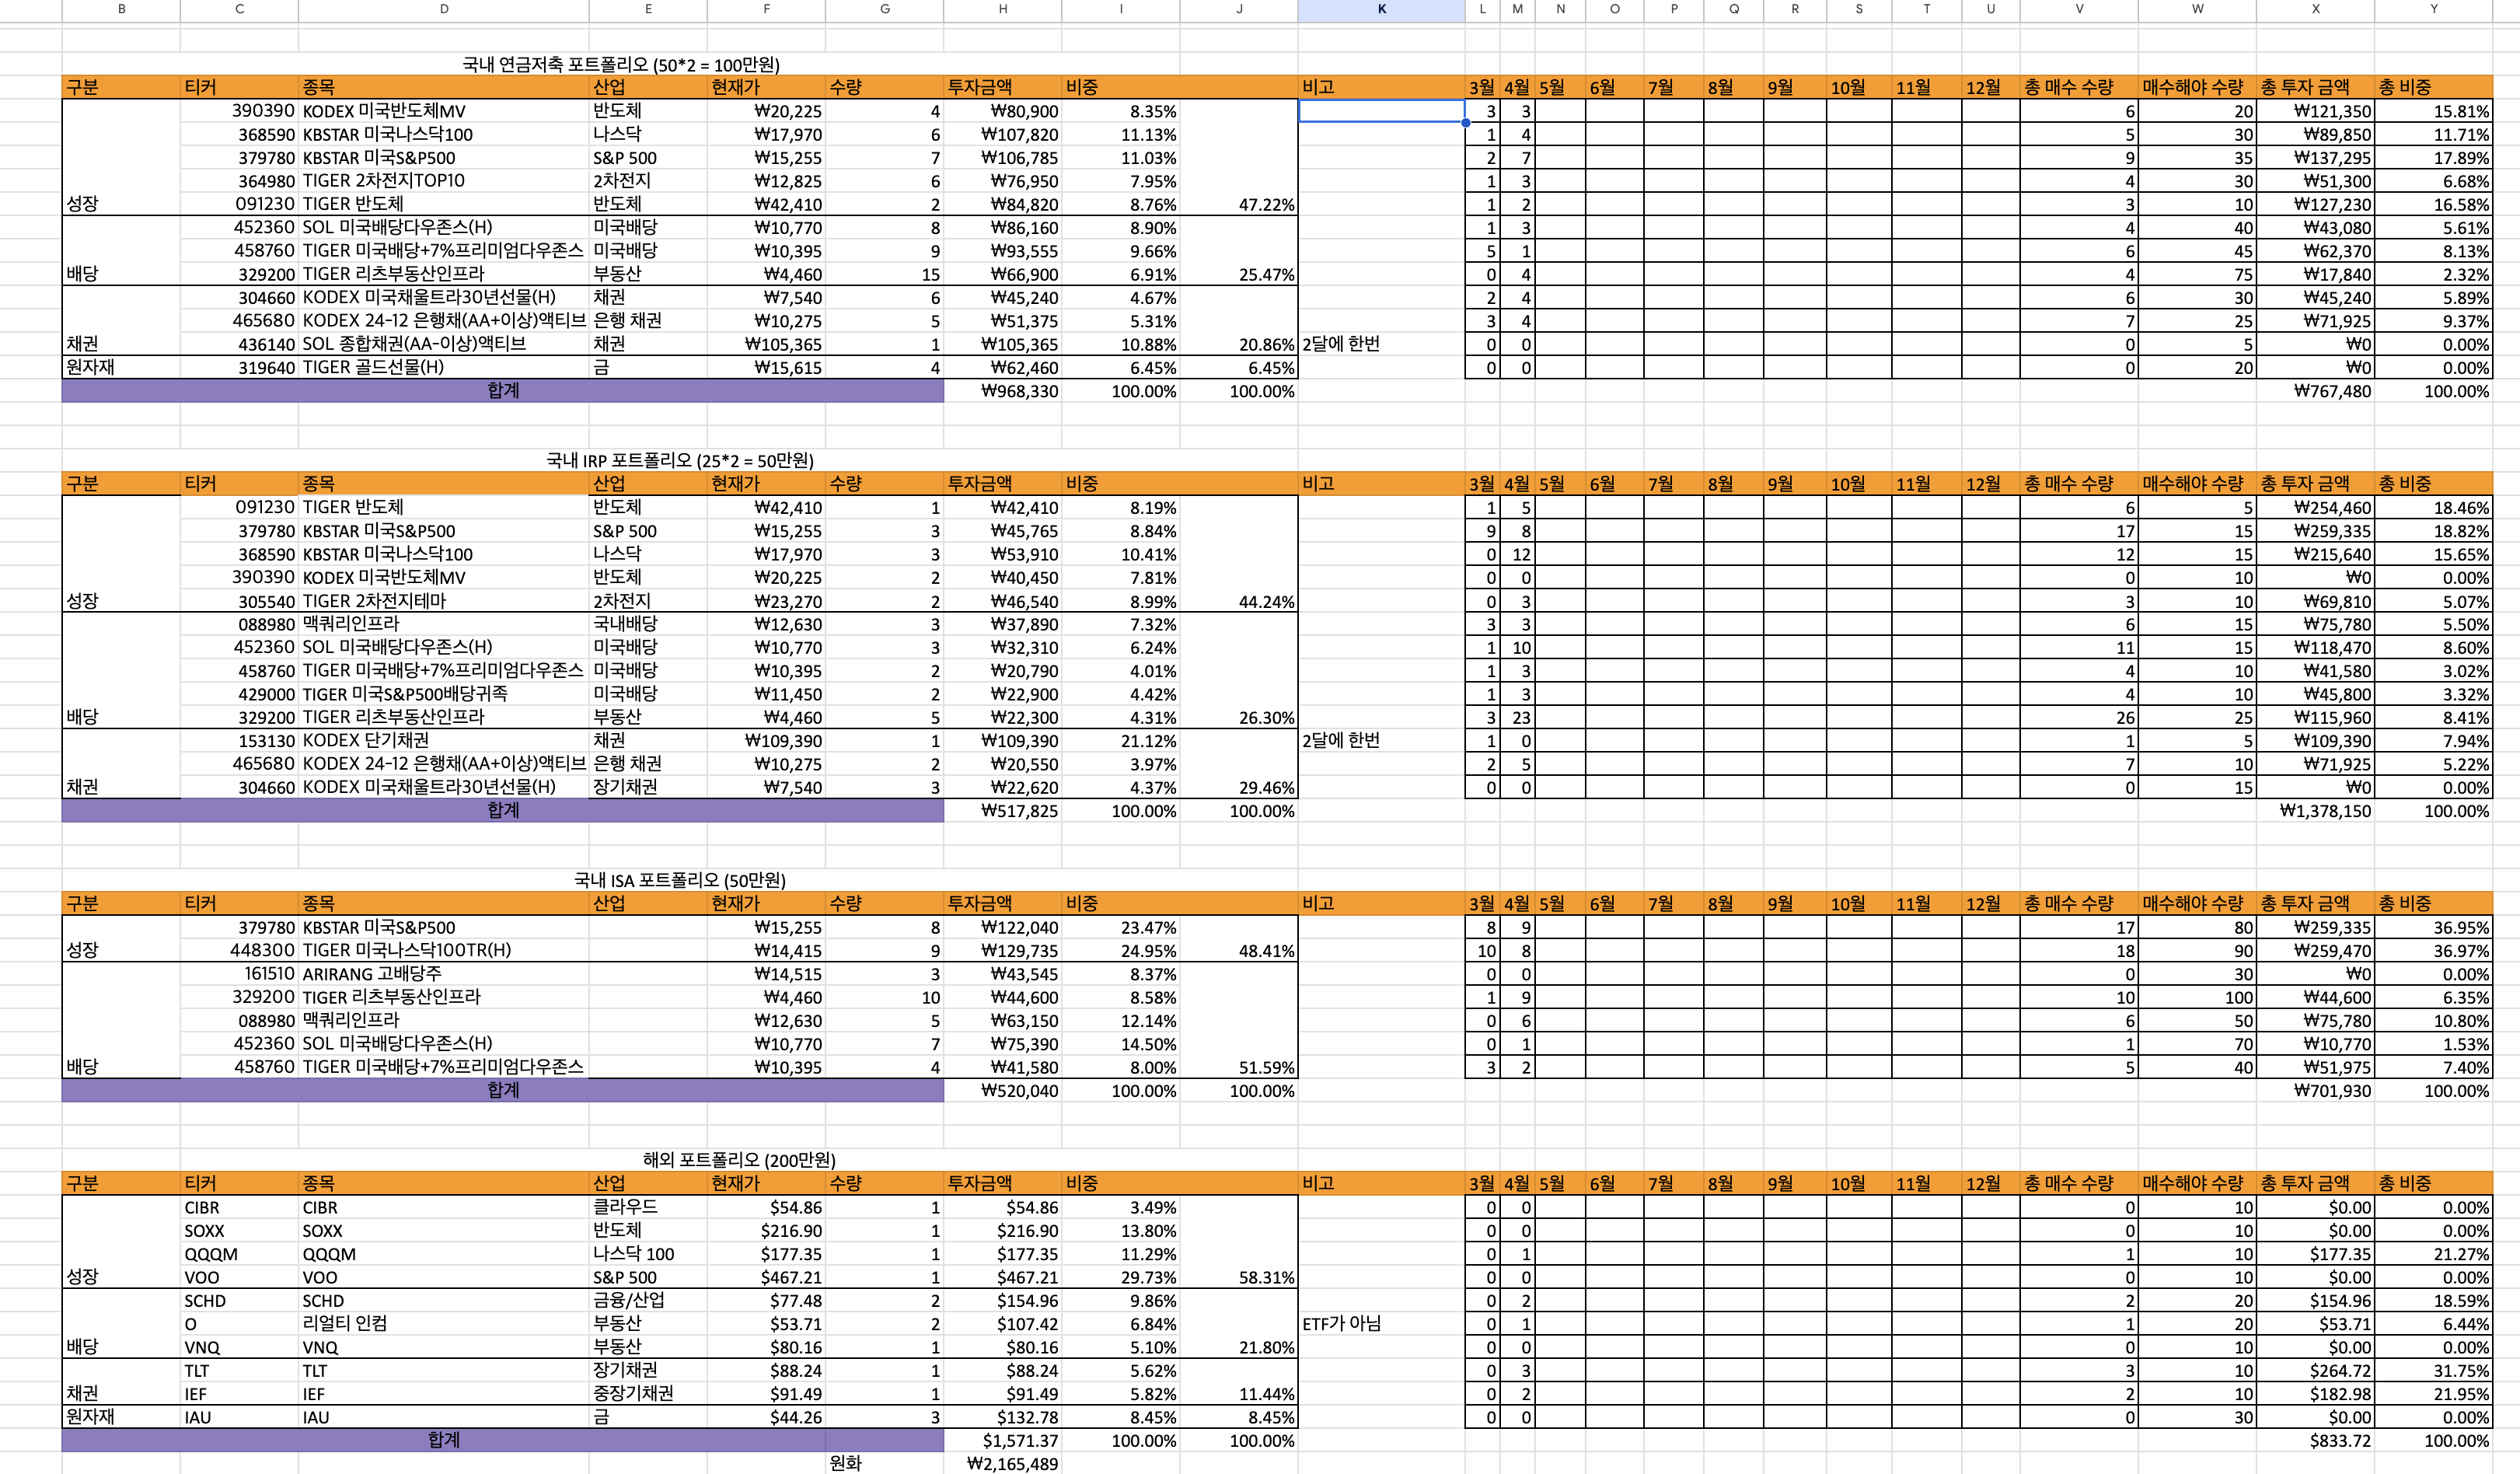 B C D E F G H I J K L M N O P Q R S T U V W X Y
국내 연금저축 포트폴리오 (50*2 = 100만원)
구분 티커 종목 산업 현재가 수량 투자금액 비중 비고 3월 4월 5월 6월 7월 8월 9월 10월 11월 12월 총 매수 수량 매수해야 수량 총 투자 금액 총 비중
390390 KODEX 미국반도체MV 반도체 ₩20,225 4 ₩80,900 8.35% 3 3 6 20 ₩121,350 15.81%
368590 KBSTAR 미국나스닥100 나스닥 ₩17,970 6 ₩107,820 11.13% 1 4 5 30 ₩89,850 11.71%
379780 KBSTAR 미국S&P500 S&P 500 ₩15,255 7 ₩106,785 11.03% 2 7 9 35 ₩137,295 17.89%
364980 TIGER 2차전지TOP10 2차전지 ₩12,825 6 ₩76,950 7.95% 1 3 4 30 ₩51,300 6.68%
성장 091230 TIGER 반도체 반도체 ₩42,410 2 ₩84,820 8.76% 47.22% 1 2 3 10 ₩127,230 16.58%
452360 SOL 미국배당다우존스(H) 미국배당 ₩10,770 8 ₩86,160 8.90% 1 3 4 40 ₩43,080 5.61%
458760 TIGER 미국배당+7%프리미엄다우존스 미국배당 ₩10,395 9 ₩93,555 9.66% 5 1 6 45 ₩62,370 8.13%
배당 329200 TIGER 리츠부동산인프라 부동산 ₩4,460 15 ₩66,900 6.91% 25.47% 0 4 4 75 ₩17,840 2.32%
304660 KODEX 미국채울트라30년선물(H) 채권 ₩7,540 6 ₩45,240 4.67% 2 4 6 30 ₩45,240 5.89%
465680 KODEX 24-12 은행채(AA+이상)액티브 은행 채권 ₩10,275 5 ₩51,375 5.31% 3 4 7 25 ₩71,925 9.37%
채권 436140 SOL 종합채권(AA-이상)액티브 채권 ₩105,365 1 ₩105,365 10.88% 20.86% 2달에 한번 0 0 0 5 ₩0 0.00%
원자재 319640 TIGER 골드선물(H) 금 ₩15,615 4 ₩62,460 6.45% 6.45% 0 0 0 20 ₩0 0.00%
합계 ₩968,330 100.00% 100.00% ₩767,480 100.00%
국내 IRP 포트폴리오 (25*2 = 50만원)
구분 티커 종목 산업 현재가 수량 투자금액 비중 비고 3월 4월 5월 6월 7월 8월 9월 10월 11월 12월 총 매수 수량 매수해야 수량 총 투자 금액 총 비중
091230 TIGER 반도체 반도체 ₩42,410 1 ₩42,410 8.19% 1 5 6 5 ₩254,460 18.46%
379780 KBSTAR 미국S&P500 S&P 500 ₩15,255 3 ₩45,765 8.84% 9 8 17 15 ₩259,335 18.82%
368590 KBSTAR 미국나스닥100 나스닥 ₩17,970 3 ₩53,910 10.41% 0 12 12 15 ₩215,640 15.65%
390390 KODEX 미국반도체MV 반도체 ₩20,225 2 ₩40,450 7.81% 0 0 0 10 ₩0 0.00%
성장 305540 TIGER 2차전지테마 2차전지 ₩23,270 2 ₩46,540 8.99% 44.24% 0 3 3 10 ₩69,810 5.07%
088980 맥쿼리인프라 국내배당 ₩12,630 3 ₩37,890 7.32% 3 3 6 15 ₩75,780 5.50%
452360 SOL 미국배당다우존스(H) 미국배당 ₩10,770 3 ₩32,310 6.24% 1 10 11 15 ₩118,470 8.60%
458760 TIGER 미국배당+7%프리미엄다우존스 미국배당 ₩10,395 2 ₩20,790 4.01% 1 3 4 10 ₩41,580 3.02%
429000 TIGER 미국S&P500배당귀족 미국배당 ₩11,450 2 ₩22,900 4.42% 1 3 4 10 ₩45,800 3.32%
배당 329200 TIGER 리츠부동산인프라 부동산 ₩4,460 5 ₩22,300 4.31% 26.30% 3 23 26 25 ₩115,960 8.41%
153130 KODEX 단기채권 채권 ₩109,390 1 ₩109,390 21.12% 2달에 한번 1 0 1 5 ₩109,390 7.94%
465680 KODEX 24-12 은행채(AA+이상)액티브 은행 채권 ₩10,275 2 ₩20,550 3.97% 2 5 7 10 ₩71,925 5.22%
채권 304660 KODEX 미국채울트라30년선물(H) 장기채권 ₩7,540 3 ₩22,620 4.37% 29.46% 0 0 0 15 ₩0 0.00%
합계 ₩517,825 100.00% 100.00% ₩1,378,150 100.00%
국내 ISA 포트폴리오 (50만원)
구분 티커 종목 산업 현재가 수량 투자금액 비중 비고 3월 4월 5월 6월 7월 8월 9월 10월 11월 12월 총 매수 수량 매수해야 수량 총 투자 금액 총 비중
379780 KBSTAR 미국S&P500 ₩15,255 8 ₩122,040 23.47% 8 9 17 80 ₩259,335 36.95%
성장 448300 TIGER 미국나스닥100TR(H) ₩14,415 9 ₩129,735 24.95% 48.41% 10 8 18 90 ₩259,470 36.97%
161510 ARIRANG 고배당주 ₩14,515 3 ₩43,545 8.37% 0 0 0 30 ₩0 0.00%
329200 TIGER 리츠부동산인프라 ₩4,460 10 ₩44,600 8.58% 1 9 10 100 ₩44,600 6.35%
088980 맥쿼리인프라 ₩12,630 5 ₩63,150 12.14% 0 6 6 50 ₩75,780 10.80%
452360 SOL 미국배당다우존스(H) ₩10,770 7 ₩75,390 14.50% 0 1 1 70 ₩10,770 1.53%
배당 458760 TIGER 미국배당+7%프리미엄다우존스 ₩10,395 4 ₩41,580 8.00% 51.59% 3 2 5 40 ₩51,975 7.40%
합계 ₩520,040 100.00% 100.00% ₩701,930 100.00%
해외 포트폴리오 (200만원)
구분 티커 종목 산업 현재가 수량 투자금액 비중 비고 3월 4월 5월 6월 7월 8월 9월 10월 11월 12월 총 매수 수량 매수해야 수량 총 투자 금액 총 비중
CIBR CIBR 클라우드 $54.86 1 $54.86 3.49% 0 0 0 10 $0.00 0.00%
SOXX SOXX 반도체 $216.90 1 $216.90 13.80% 0 0 0 10 $0.00 0.00%
QQQM QQQM 나스닥 100 $177.35 1 $177.35 11.29% 0 1 1 10 $177.35 21.27%
성장 VOO VOO S&P 500 $467.21 1 $467.21 29.73% 58.31% 0 0 0 10 $0.00 0.00%
SCHD SCHD 금융/산업 $77.48 2 $154.96 9.86% 0 2 2 20 $154.96 18.59%
O 리얼티 인컴 부동산 $53.71 2 $107.42 6.84% ETF가 아님 0 1 1 20 $53.71 6.44%
배당 VNQ VNQ 부동산 $80.16 1 $80.16 5.10% 21.80% 0 0 0 10 $0.00 0.00%
TLT TLT 장기채권 $88.24 1 $88.24 5.62% 0 3 3 10 $264.72 31.75%
채권 IEF IEF 중장기채권 $91.49 1 $91.49 5.82% 11.44% 0 2 2 10 $182.98 21.95%
원자재 IAU IAU 금 $44.26 3 $132.78 8.45% 8.45% 0 0 0 30 $0.00 0.00%
합계 $1,571.37 100.00% 100.00% $833.72 100.00%
원화 ₩2,165,489